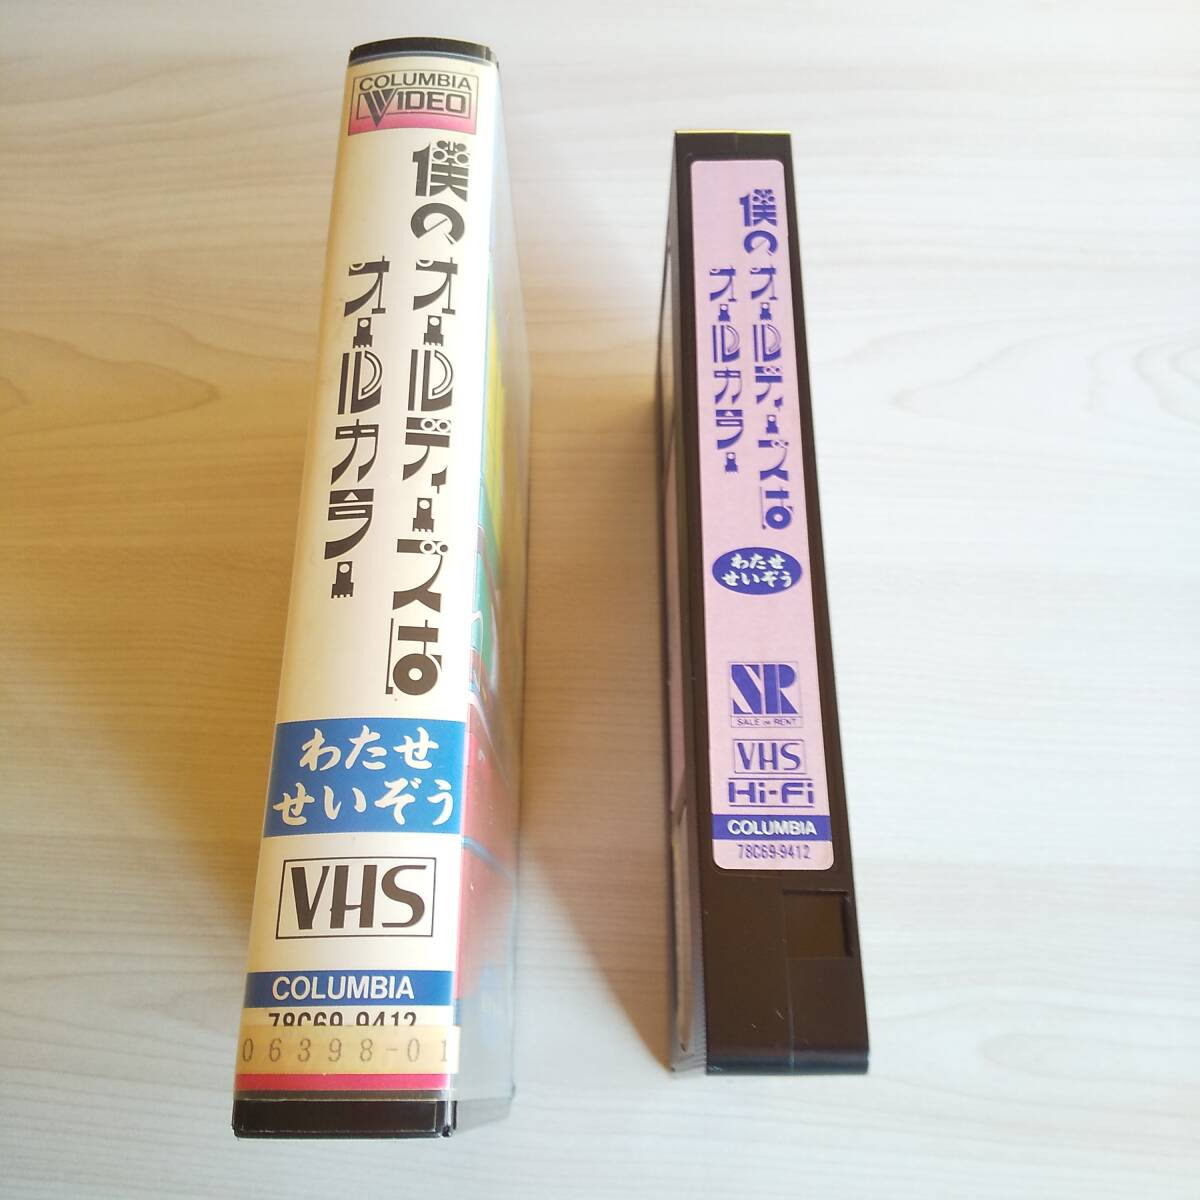 COLUMBIA
VIDEO
僕のオールディーズは
オールカラー
わたせ
せいぞう
VHS
COLUMBIA
78C69-9412
06398-01
僕のオールディーズは
オールカラー
わたせ
せいぞう
SR
SALE or RENT
VHS
Hi-Fi
COLUMBIA
78C69-9412